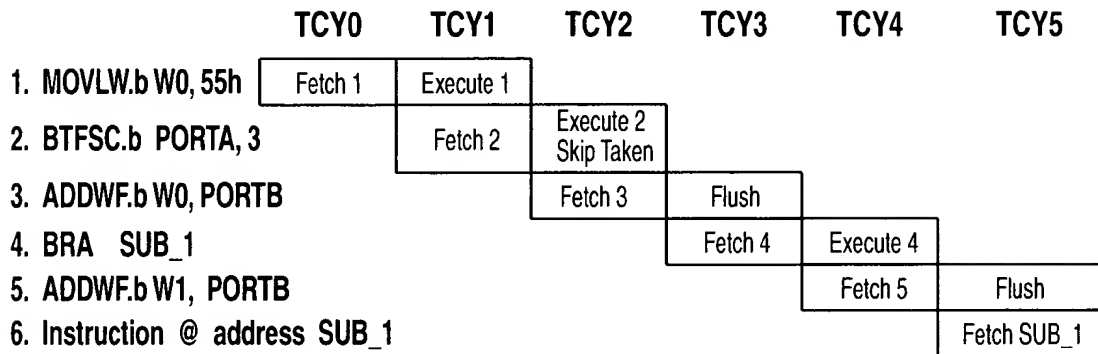 TCY0 TCY1 TCY2 TCY3 TCY4 TCY5
1. MOVLW.b W0, 55h Fetch 1 Execute 1
2. BTFSC.b PORTA, 3 Fetch 2 Execute 2
Skip Taken
3. ADDWF.b W0, PORTB Fetch 3 Flush
4. BRA SUB_1 Fetch 4 Execute 4
5. ADDWF.b W1, PORTB Fetch 5 Flush
6. Instruction @ address SUB_1 Fetch SUB_1